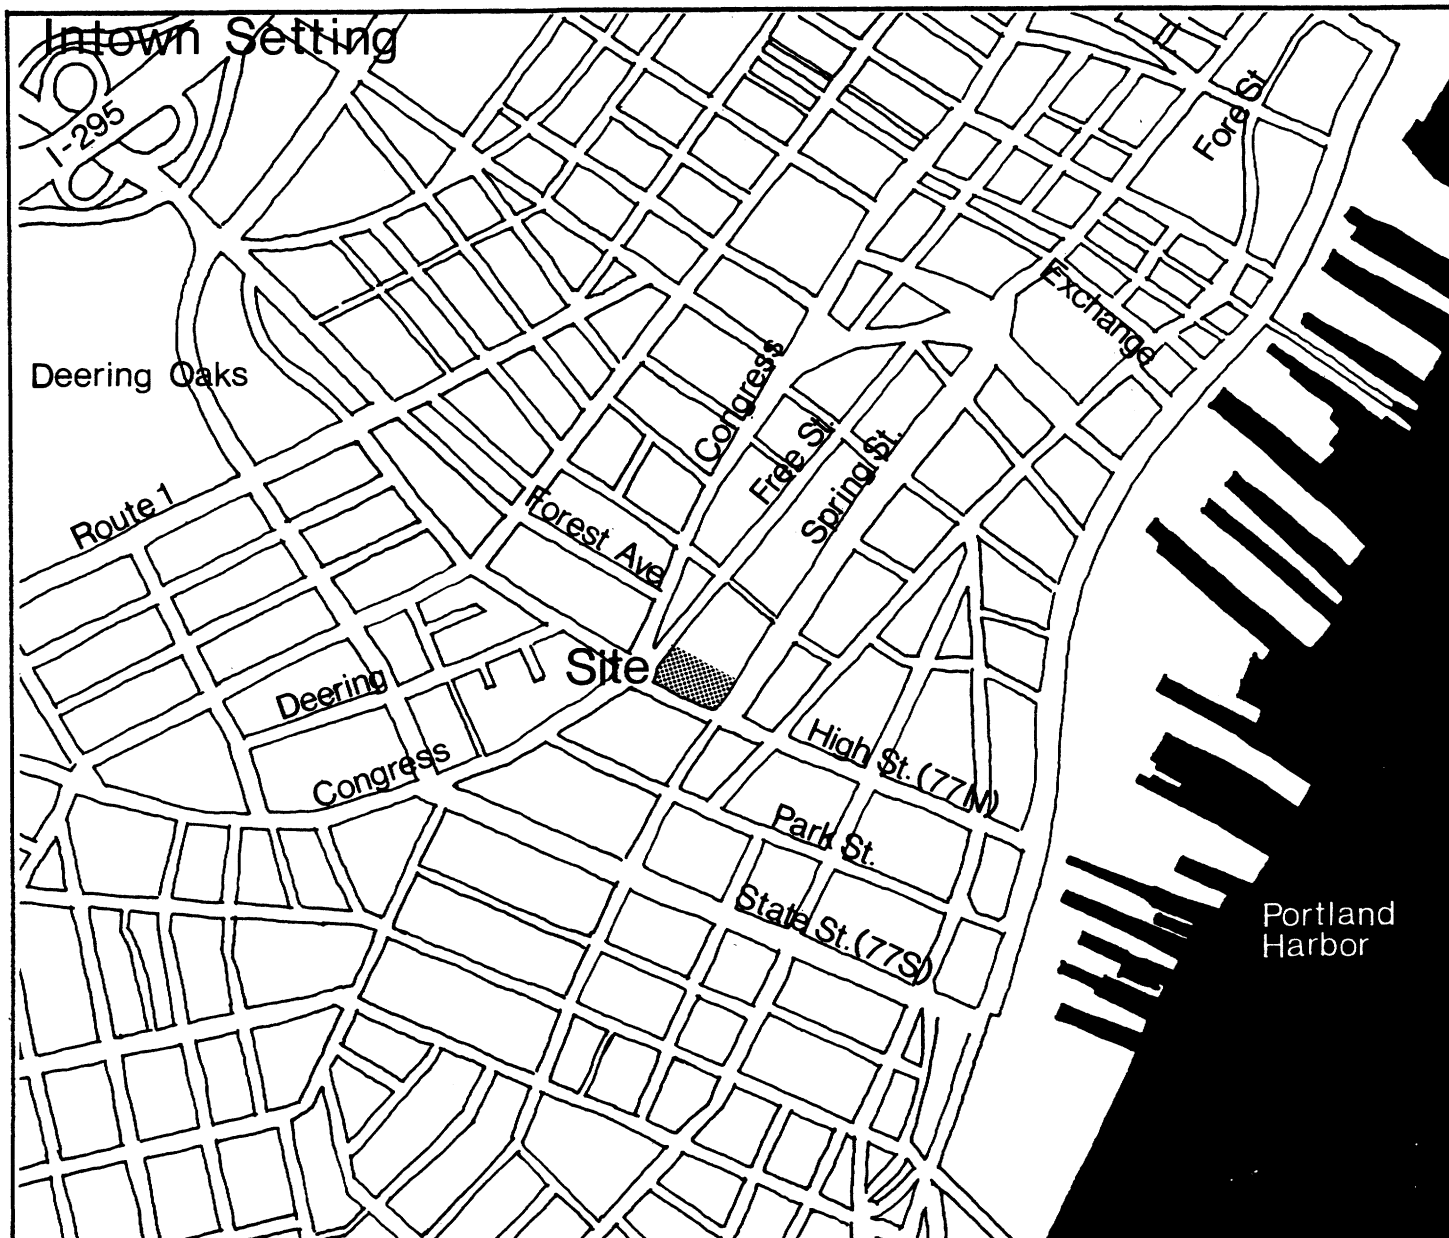 Intown Setting
I-295
Fore St
Exchange
Deering Oaks
Congress
Free St.
Spring St.
Route 1
Forest Ave
Site
Deering
Congress
High St. (77N)
Park St.
State St. (77S)
Portland
Harbor